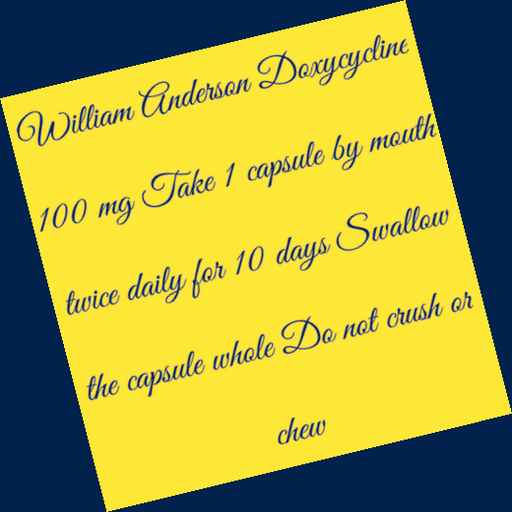 William Anderson Doxycycline
100 mg Take 1 capsule by mouth
twice daily for 10 days Swallow
the capsule whole Do not crush or
chew